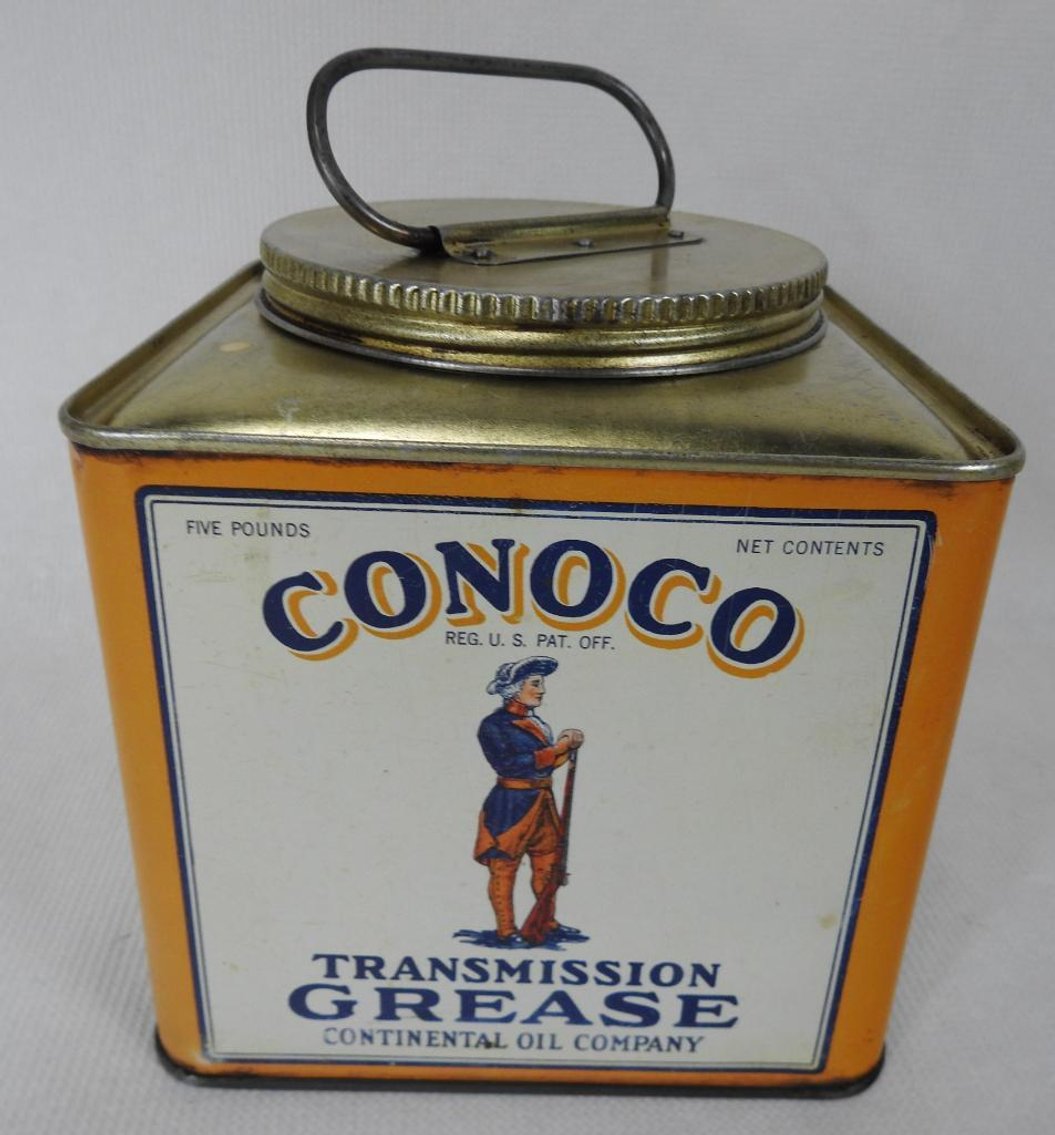 FIVE POUNDS
NET CONTENTS
CONOCO
REG. U. S. PAT. OFF.
TRANSMISSION
GREASE
CONTINENTAL OIL COMPANY